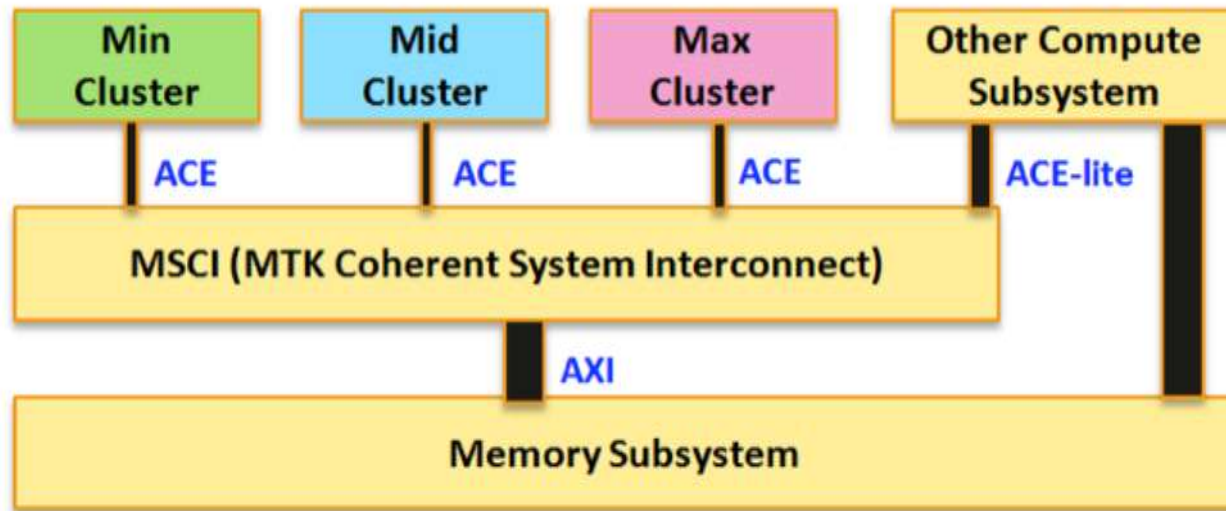 Min
Cluster
Mid
Cluster
Max
Cluster
Other Compute
Subsystem
ACE
ACE
ACE
ACE-lite
MSCI (MTK Coherent System Interconnect)
AXI
Memory Subsystem